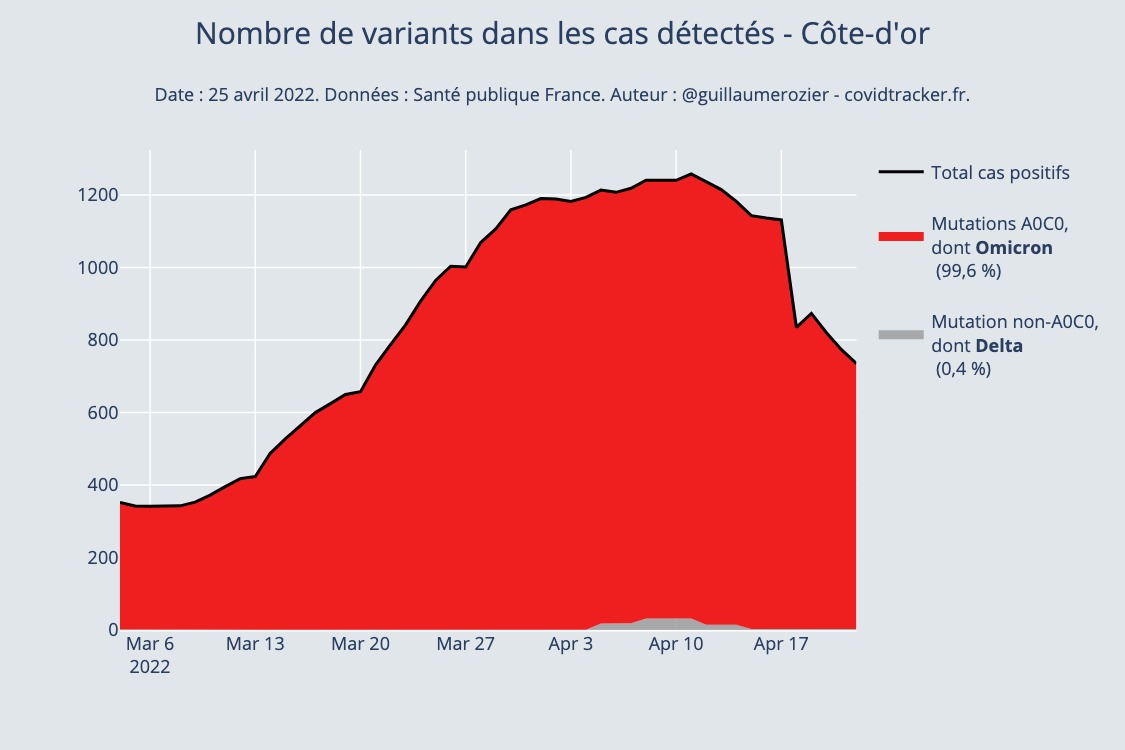 Nombre de variants dans les cas détectés - Côte-d'or
Date : 25 avril 2022. Données : Santé publique France. Auteur : @guillaumerozier - covidtracker.fr.
1200
1000
800
600
400
200
0
Mar 6
2022
Mar 13
Mar 20
Mar 27
Apr 3
Apr 10
Apr 17
Total cas positifs
Mutations A0C0,
dont Omicron
(99,6 %)
Mutation non-A0C0,
dont Delta
(0,4 %)